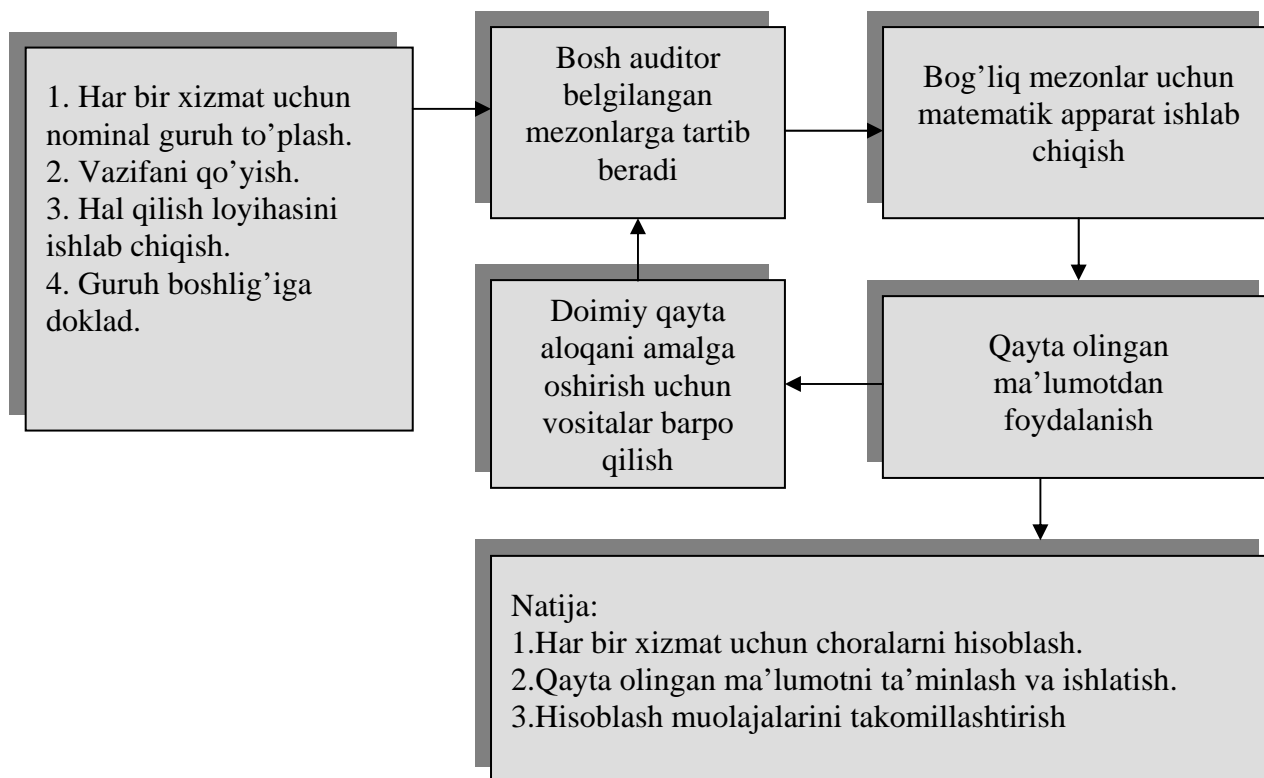 1. Har bir xizmat uchun
nominal guruh to’plash.
2. Vazifani qo’yish.
3. Hal qilish loyihasini
ishlab chiqish.
4. Guruh boshlig’iga
doklad.
Bosh auditor
belgilangan
mezonlarga tartib
beradi
Bog’liq mezonlar uchun
matematik apparat ishlab
chiqish
Doimiy qayta
aloqani amalga
oshirish uchun
vositalar barpo
qilish
Qayta olingan
ma’lumotdan
foydalanish
Natija:
1.Har bir xizmat uchun choralarni hisoblash.
2.Qayta olingan ma’lumotni ta’minlash va ishlatish.
3.Hisoblash muolajalarini takomillashtirish